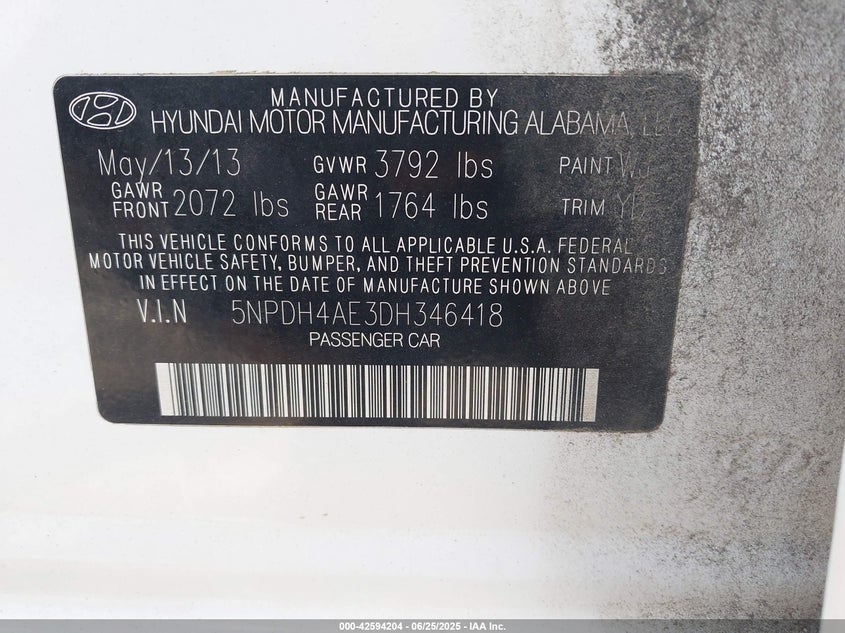 MANUFACTURED BY
HYUNDAI MOTOR MANUFACTURING ALABAMA, LLC
May/13/13 GVWR 3792 lbs PAINT
GAWR FRONT 2072 lbs GAWR REAR 1764 lbs TRIM
THIS VEHICLE CONFORMS TO ALL APPLICABLE U.S.A. FEDERAL
MOTOR VEHICLE SAFETY, BUMPER, AND THEFT PREVENTION STANDARDS
IN EFFECT ON THE DATE OF MANUFACTURE SHOWN ABOVE
V.I.N 5NPDH4AE3DH346418
PASSENGER CAR
000-42594204 - 06/25/2025 - IAA Inc.